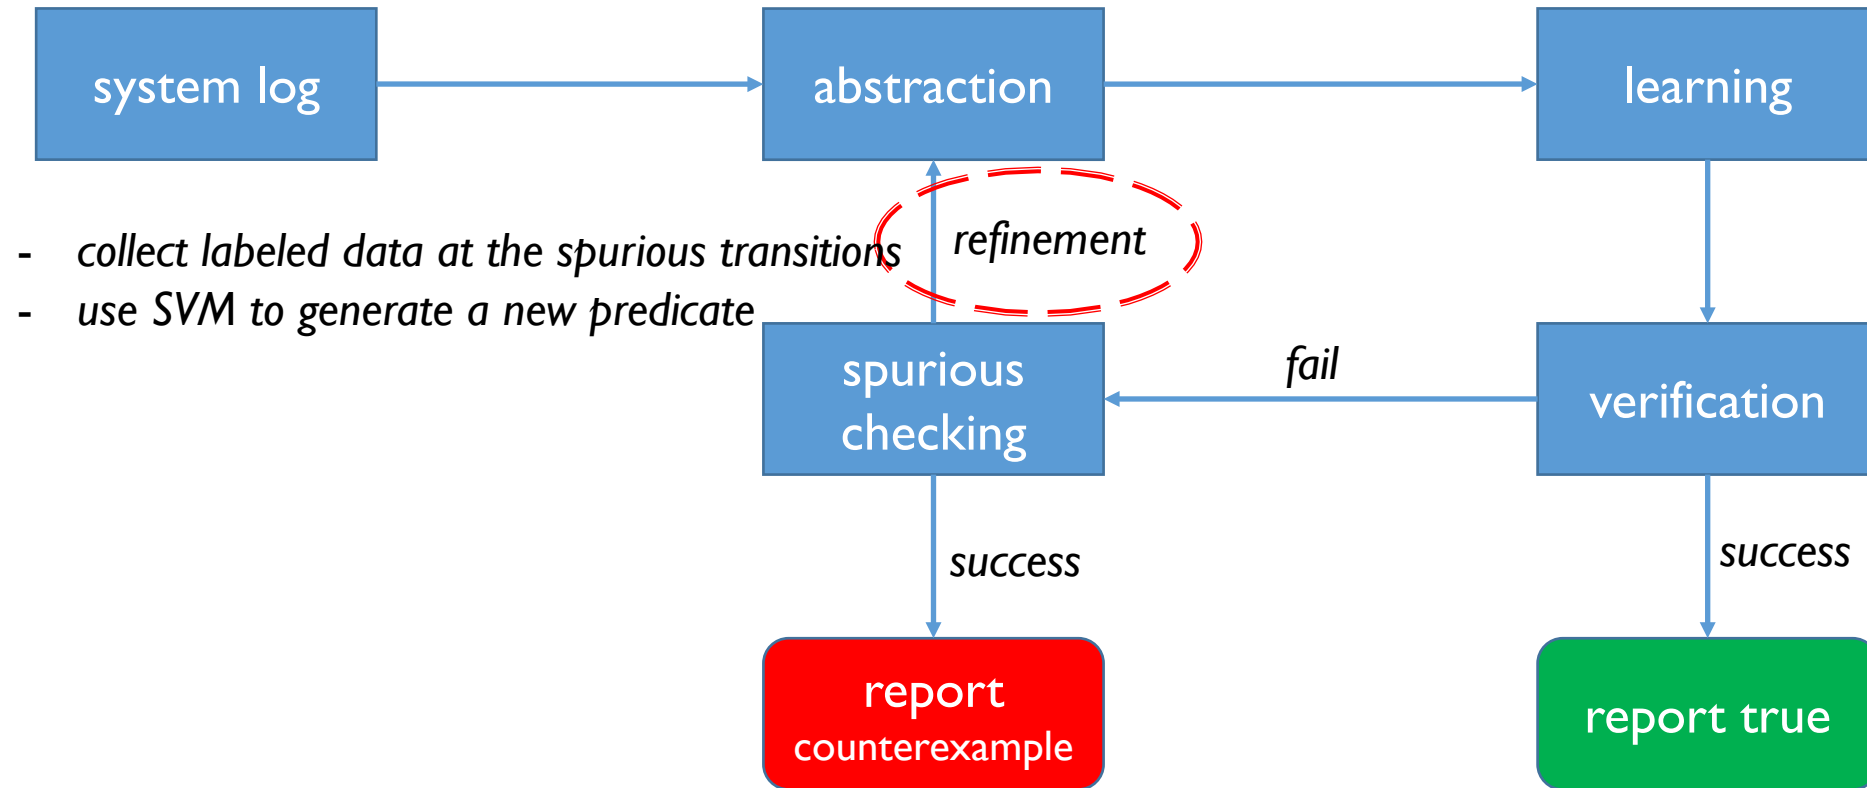 system log
abstraction
learning
refinement
- collect labeled data at the spurious transitions
- use SVM to generate a new predicate
spurious
checking
fail
verification
success
success
report
counterexample
report true